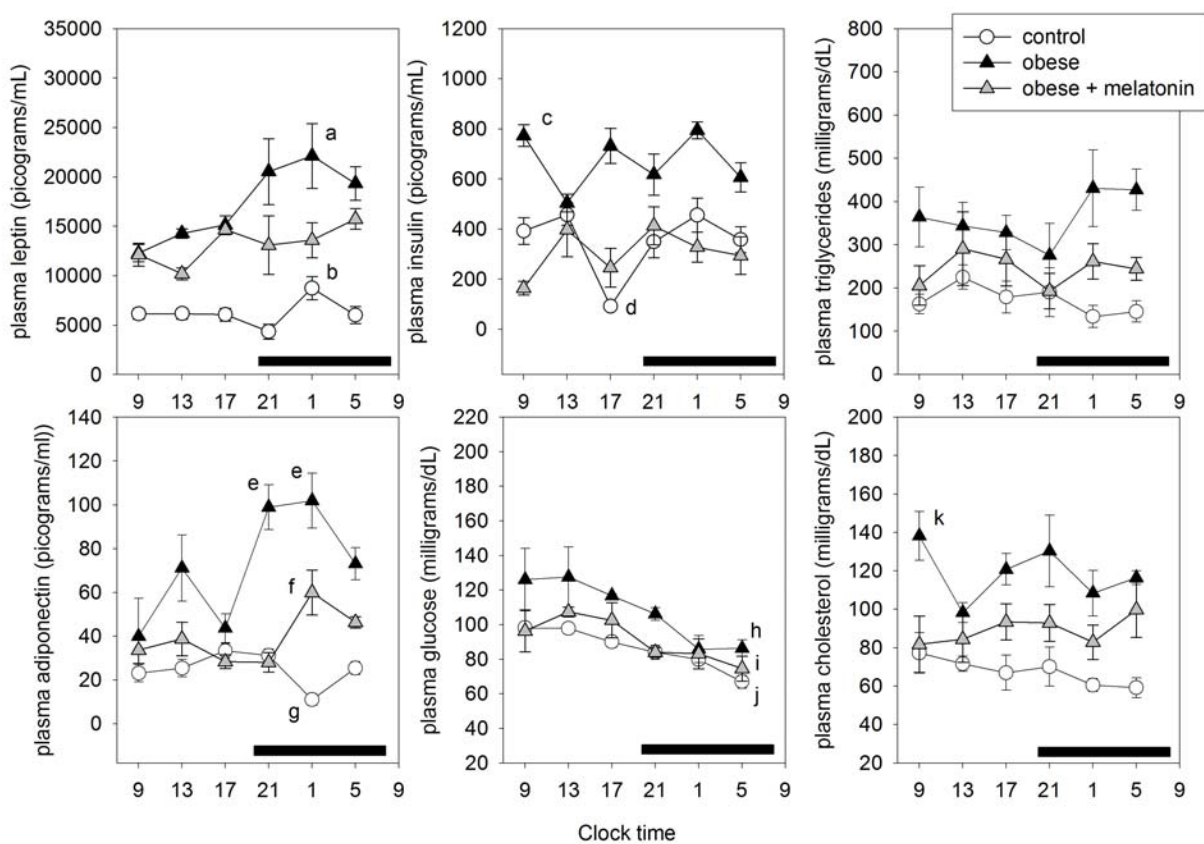 control
obese
obese + melatonin
plasma leptin (picograms/mL)
35000
30000
25000
20000
15000
10000
5000
0
a
b
9 13 17 21 1 5 9
plasma insulin (picograms/mL)
1200
1000
800
600
400
200
0
c
d
9 13 17 21 1 5 9
plasma triglycerides (milligrams/dL)
800
700
600
500
400
300
200
100
0
9 13 17 21 1 5 9
plasma adiponectin (picograms/ml))
140
120
100
80
60
40
20
0
e e
f
g
9 13 17 21 1 5 9
plasma glucose (milligrams/dL)
220
200
180
160
140
120
100
80
60
40
20
h
i
j
9 13 17 21 1 5 9
plasma cholesterol (milligrams/dL)
200
180
160
140
120
100
80
60
40
20
k
9 13 17 21 1 5 9
Clock time